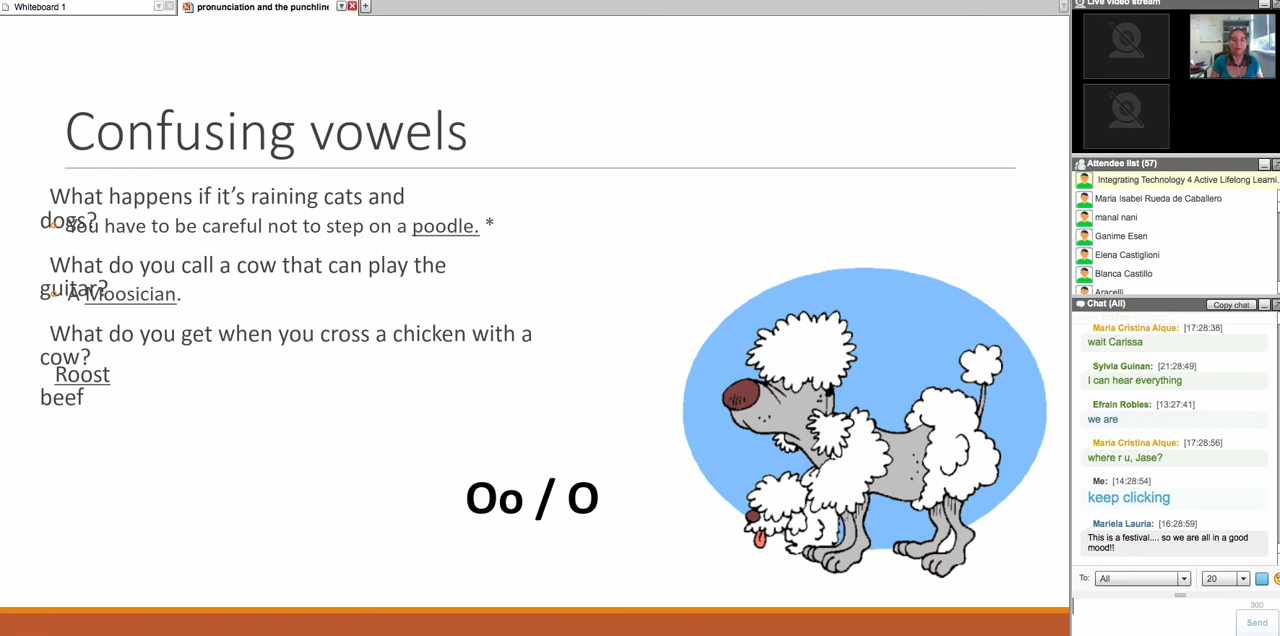 Whiteboard 1
pronunciation and the punchline
Confusing vowels
What happens if it's raining cats and
dogs?
You have to be careful not to step on a poodle. *
What do you call a cow that can play the
guitar?
A Moosician.
What do you get when you cross a chicken with a
cow?
Roost
beef
Oo / O
Live video stream
Attendee list (57)
Integrating Technology 4 Active Lifelong Learni.
Maria Isabel Rueda de Caballero
manal nani
Ganime Esen
Elena Castiglioni
Blanca Castillo
Aracelli
Chat (All)
Copy chat
Maria Cristina Alque: [17:28:38]
wait Carissa
Sylvia Guinan: [21:28:49]
I can hear everything
Efrain Robles: [13:27:41]
we are
Maria Cristina Alque: [17:28:56]
where r u, Jase?
Me: [14:28:54]
keep clicking
Mariela Lauria: [16:28:59]
This is a festival.... so we are all in a good
mood!!
To: All 20
300
Send